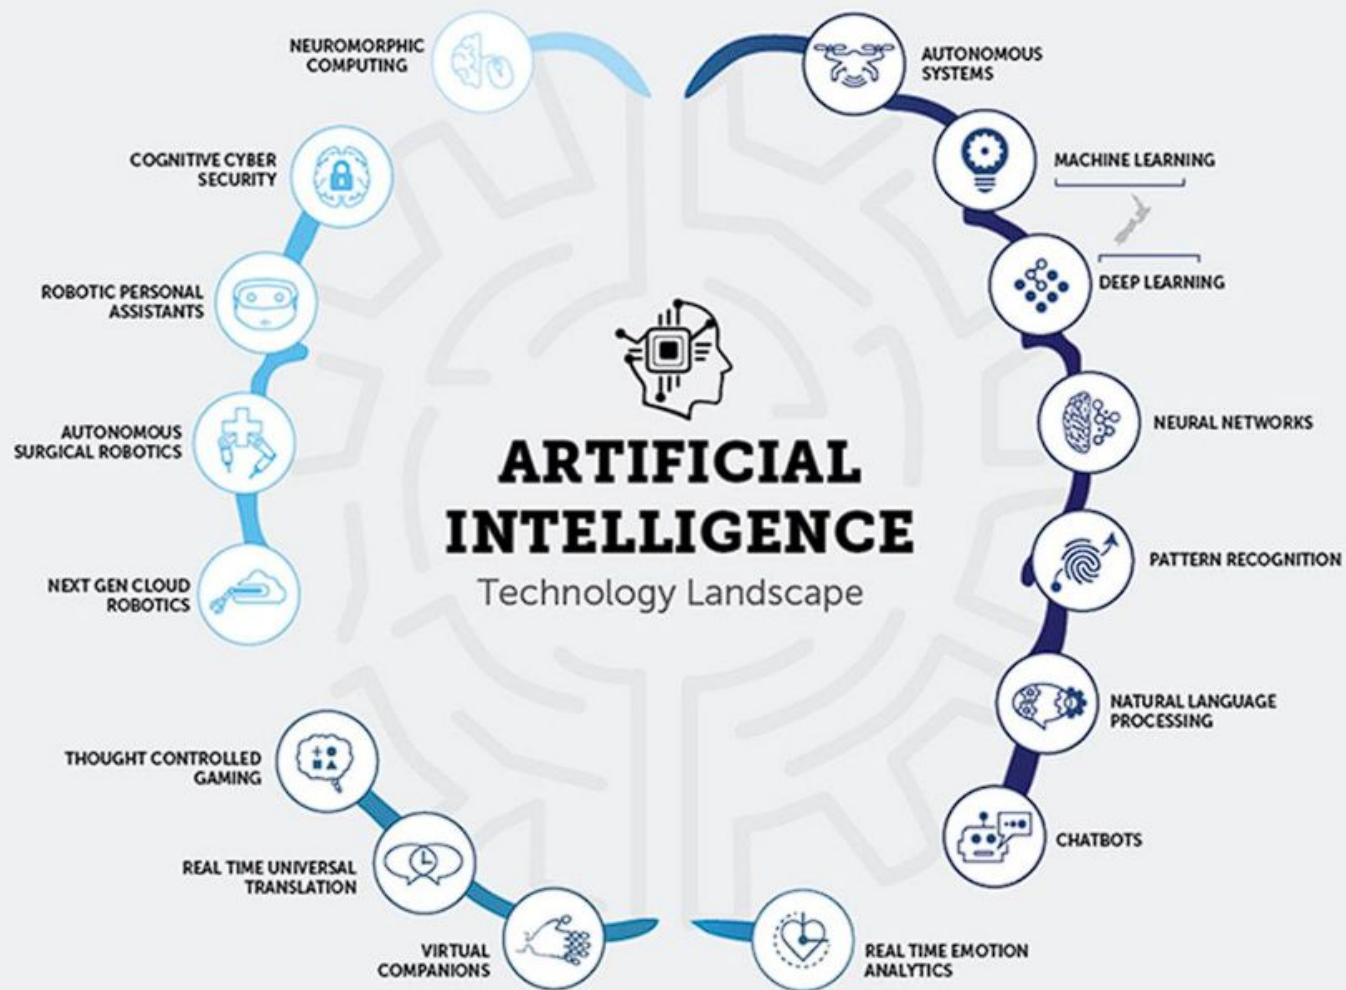 NEUROMORPHIC
COMPUTING
AUTONOMOUS
SYSTEMS
COGNITIVE CYBER
SECURITY
MACHINE LEARNING
ROBOTIC PERSONAL
ASSISTANTS
DEEP LEARNING
AUTONOMOUS
SURGICAL ROBOTICS
NEURAL NETWORKS
ARTIFICIAL
INTELLIGENCE
Technology Landscape
NEXT GEN CLOUD
ROBOTICS
PATTERN RECOGNITION
NATURAL LANGUAGE
PROCESSING
THOUGHT CONTROLLED
GAMING
CHATBOTS
REAL TIME UNIVERSAL
TRANSLATION
VIRTUAL
COMPANIONS
REAL TIME EMOTION
ANALYTICS